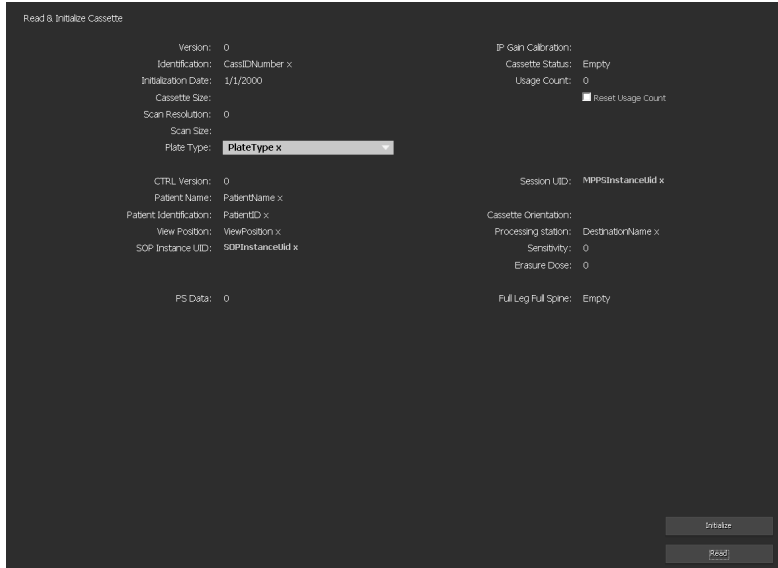 Read & Initialize Cassette
Version: 0
IP Gain Calibration:
Identification: CassIDNumber x
Cassette Status: Empty
Initialization Date: 1/1/2000
Usage Count: 0
Cassette Size:
Reset Usage Count
Scan Resolution: 0
Scan Size:
Plate Type: PlateType x
CTRL Version: 0
Session UID: MPPSInstanceUid x
Patient Name: PatientName x
Patient Identification: PatientID x
Cassette Orientation:
View Position: ViewPosition x
Processing station: DestinationName x
SOP Instance UID: SOPInstanceUid x
Sensitivity: 0
Erasure Dose: 0
PS Data: 0
Full Leg Full Spine: Empty
Initialize
Read